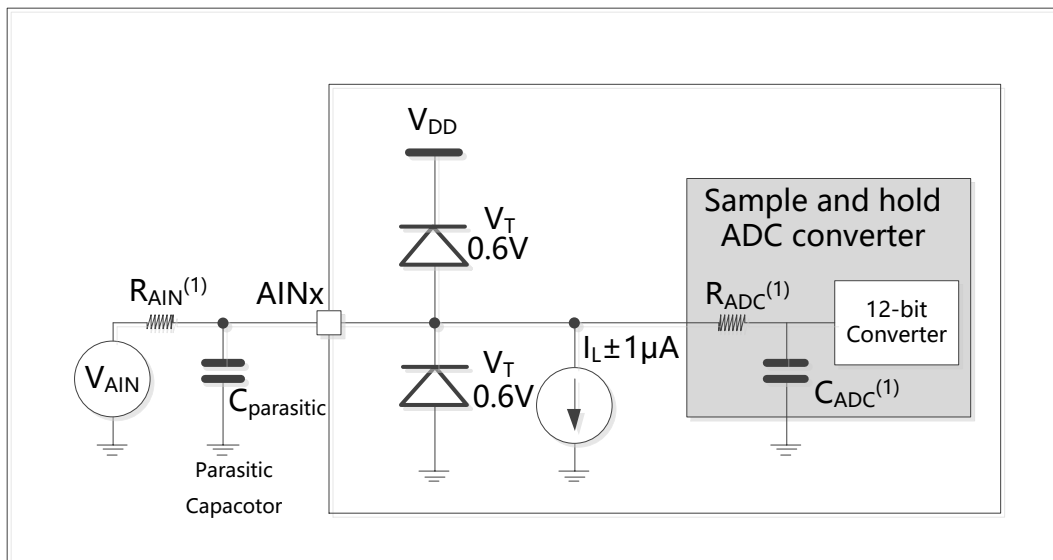 V_DD
Sample and hold
ADC converter
V_T
0.6V
R_AIN^(1)
AINx
R_ADC^(1)
12-bit
Converter
I_L±1μA
V_T
0.6V
V_AIN
C_parasitic
C_ADC^(1)
Parasitic
Capacotor